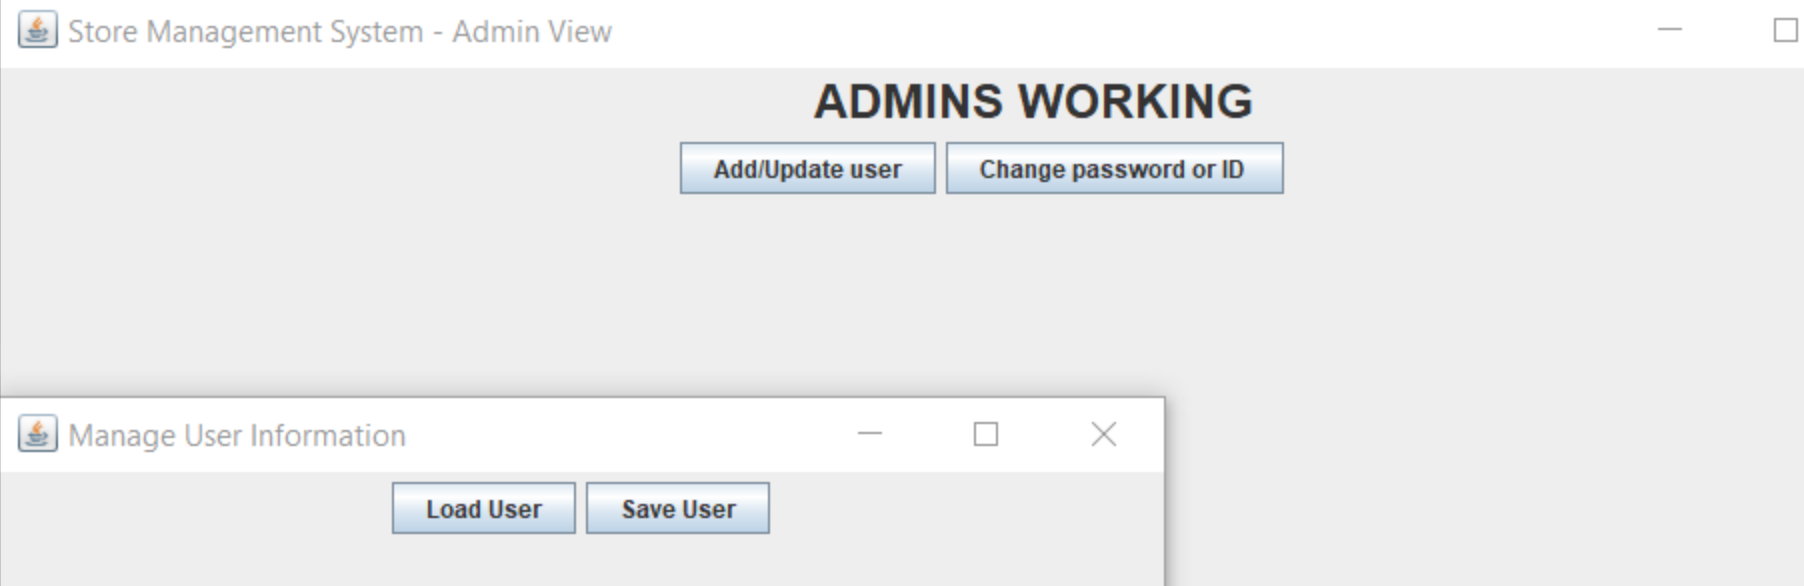 Store Management System - Admin View
ADMINS WORKING
Add/Update user Change password or ID
Manage User Information
Load User Save User